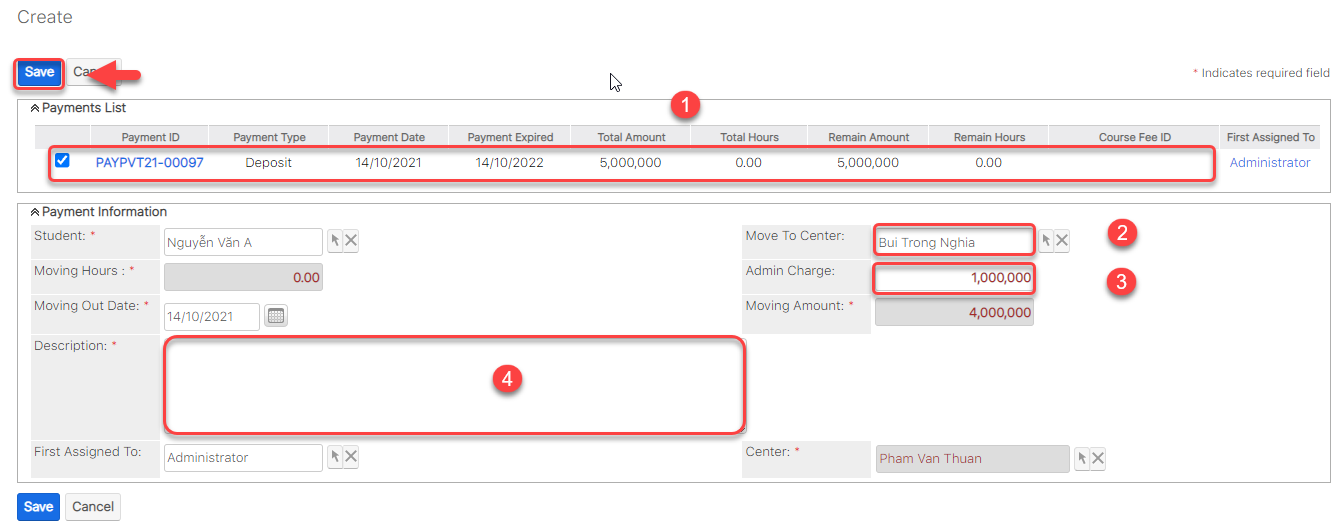 Create
Save Can
* Indicates required field
Payments List
1
Payment ID Payment Type Payment Date Payment Expired Total Amount Total Hours Remain Amount Remain Hours Course Fee ID First Assigned To
PAYPVT21-00097 Deposit 14/10/2021 14/10/2022 5,000,000 0.00 5,000,000 0.00 Administrator
Payment Information
Student: * Nguyễn Văn A Move To Center: Bui Trong Nghia 2
Moving Hours : * 0.00 Admin Charge: 1,000,000 3
Moving Out Date: * 14/10/2021 Moving Amount: * 4,000,000
Description: *
4
First Assigned To: Administrator Center: * Pham Van Thuan
Save Cancel